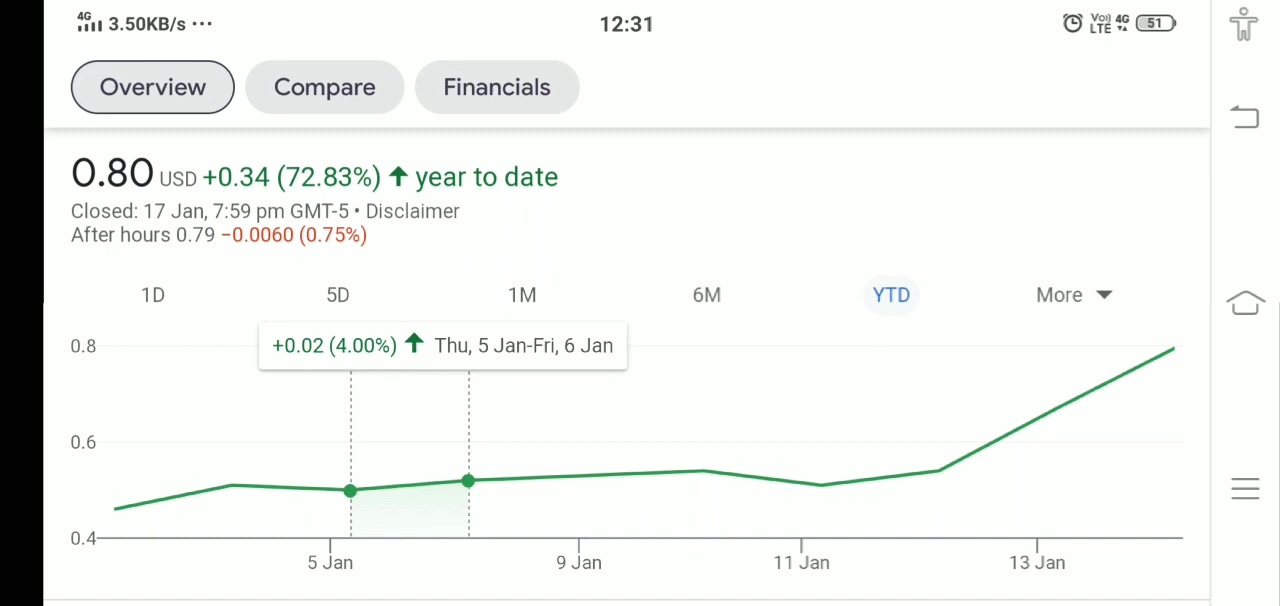 4G 3.50KB/s ... 12:31 Vo) LTE 4G 51
Overview Compare Financials
0.80 USD +0.34 (72.83%) ↑ year to date
Closed: 17 Jan, 7:59 pm GMT-5 • Disclaimer
After hours 0.79 −0.0060 (0.75%)
1D 5D 1M 6M YTD More
+0.02 (4.00%) ↑ Thu, 5 Jan-Fri, 6 Jan
0.8
0.6
0.4
5 Jan 9 Jan 11 Jan 13 Jan